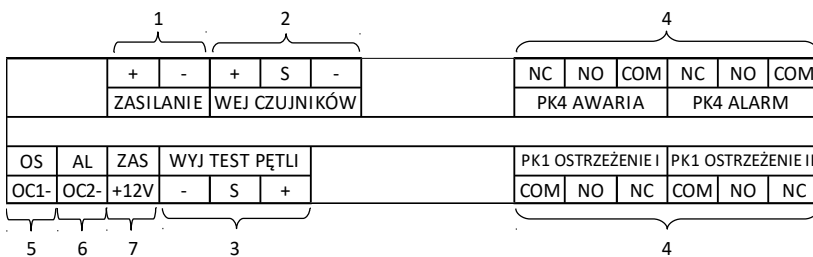 1 2 4
+ - + S - NC NO COM NC NO COM
ZASILANIE WEJ CZUJNIKÓW PK4 AWARIA PK4 ALARM
OS AL ZAS WYJ TEST PĘTLI PK1 OSTRZEŻENIE I PK1 OSTRZEŻENIE II
OC1- OC2- +12V - S + COM NO NC COM NO NC
5 6 7 3 4